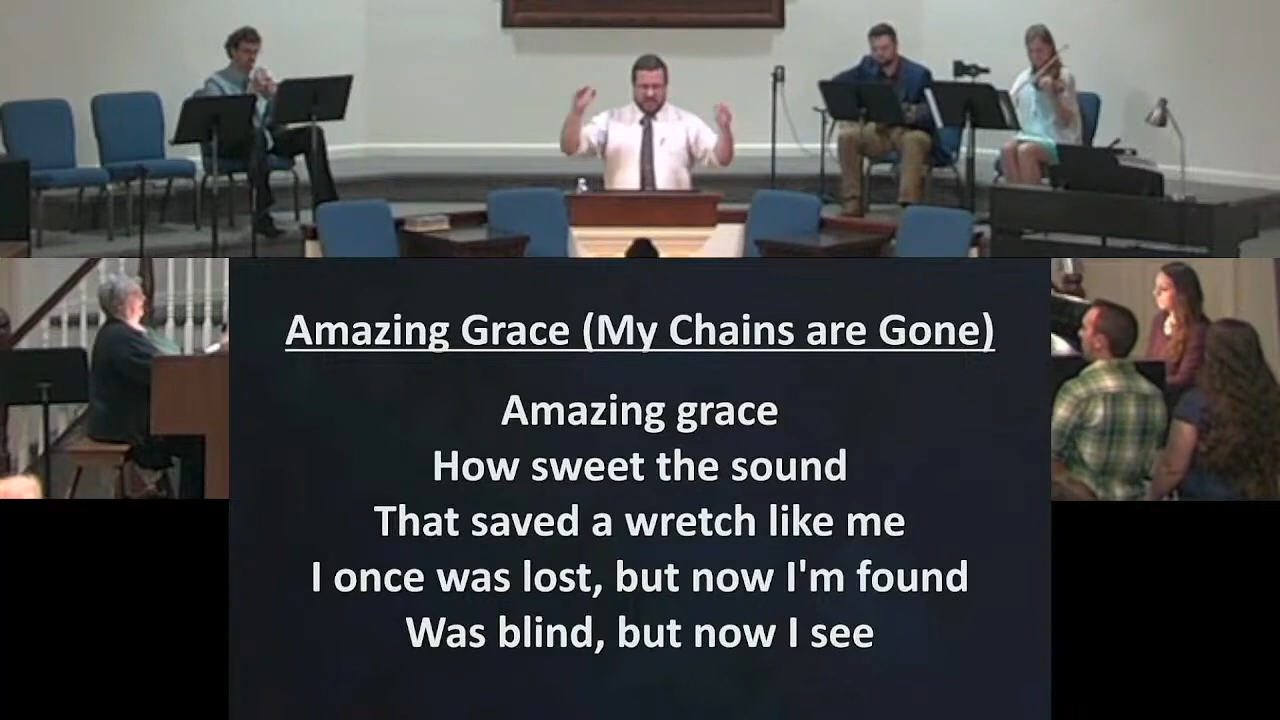 Amazing Grace (My Chains are Gone)
Amazing grace
How sweet the sound
That saved a wretch like me
I once was lost, but now I'm found
Was blind, but now I see